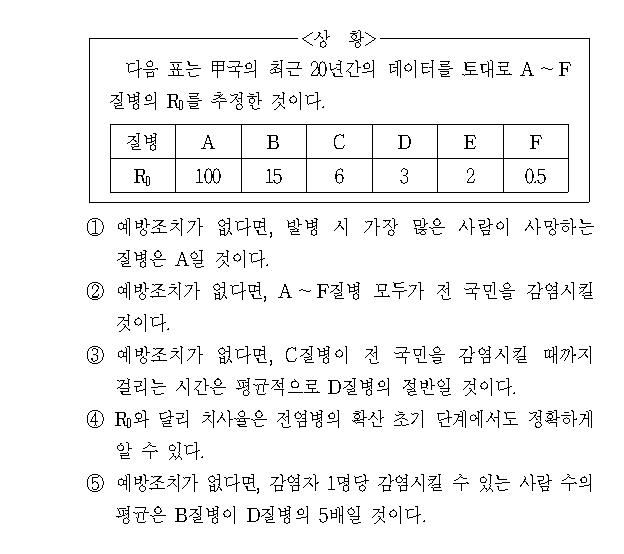 <상 황>
다음 표는 甲국의 최근 20년간의 데이터를 토대로 A ~ F
질병의 R0를 추정한 것이다.
질병 A B C D E F
R0 100 15 6 3 2 0.5
① 예방조치가 없다면, 발병 시 가장 많은 사람이 사망하는
질병은 A일 것이다.
② 예방조치가 없다면, A ~ F질병 모두가 전 국민을 감염시킬
것이다.
③ 예방조치가 없다면, C질병이 전 국민을 감염시킬 때까지
걸리는 시간은 평균적으로 D질병의 절반일 것이다.
④ R0와 달리 치사율은 전염병의 확산 초기 단계에서도 정확하게
알 수 있다.
⑤ 예방조치가 없다면, 감염자 1명당 감염시킬 수 있는 사람 수의
평균은 B질병이 D질병의 5배일 것이다.